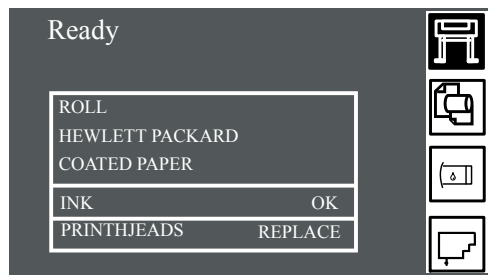 Ready
ROLL
HEWLETT PACKARD
COATED PAPER
INK OK
PRINTHJEADS REPLACE